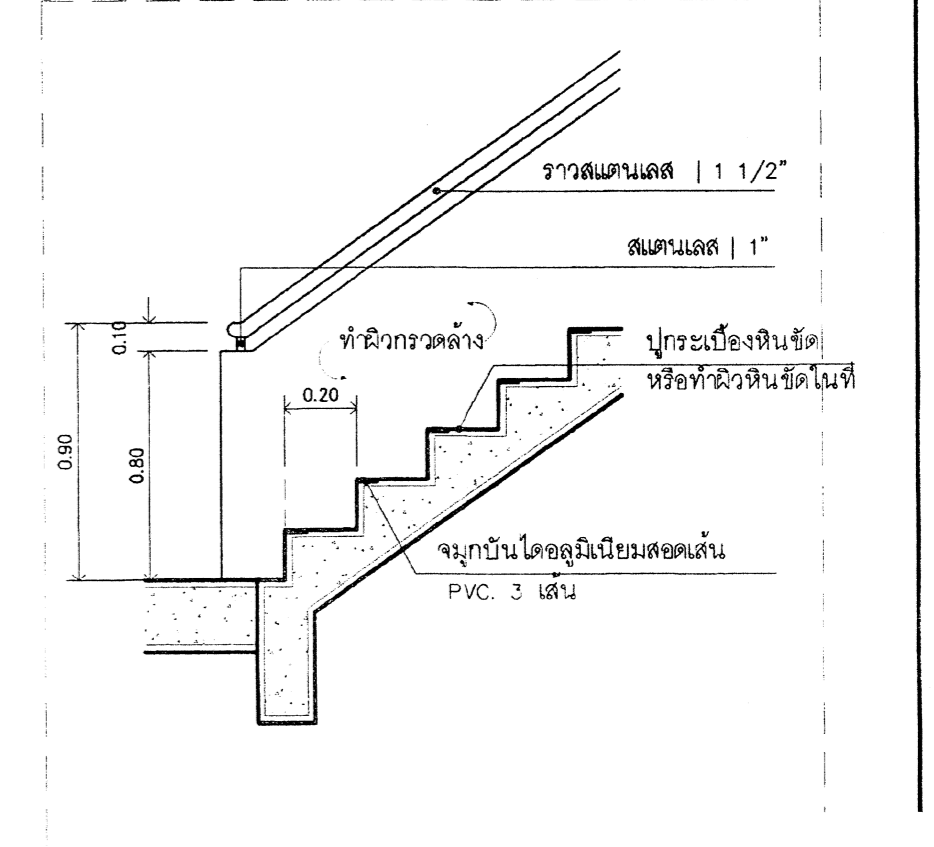 ราวสแตนเลส | 1 1/2"
สแตนเลส | 1"
0.10
ทำผิวกรวดล้าง
ปูกระเบื้องหินขัด
หรือทำผิวหินขัดในที่
0.20
0.90
0.80
จมูกบันไดอลูมิเนียมสอดเส้น
PVC. 3 เส้น